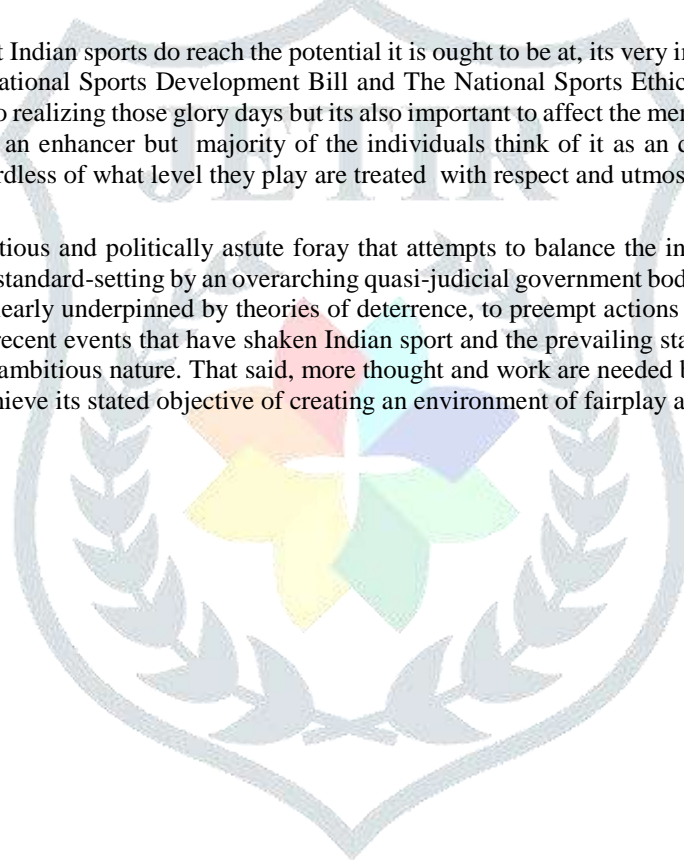 t Indian sports do reach the potential it is ought to be at, its very i
ational Sports Development Bill and The National Sports Ethic
o realizing those glory days but its also important to affect the me
an enhancer but majority of the individuals think of it as an
rdless of what level they play are treated with respect and utmos
tious and politically astute foray that attempts to balance the in
standard-setting by an overarching quasi-judicial government bod
learly underpinned by theories of deterrence, to preempt actions
recent events that have shaken Indian sport and the prevailing sta
ambitious nature. That said, more thought and work are needed b
hieve its stated objective of creating an environment of fairplay a
JETIR